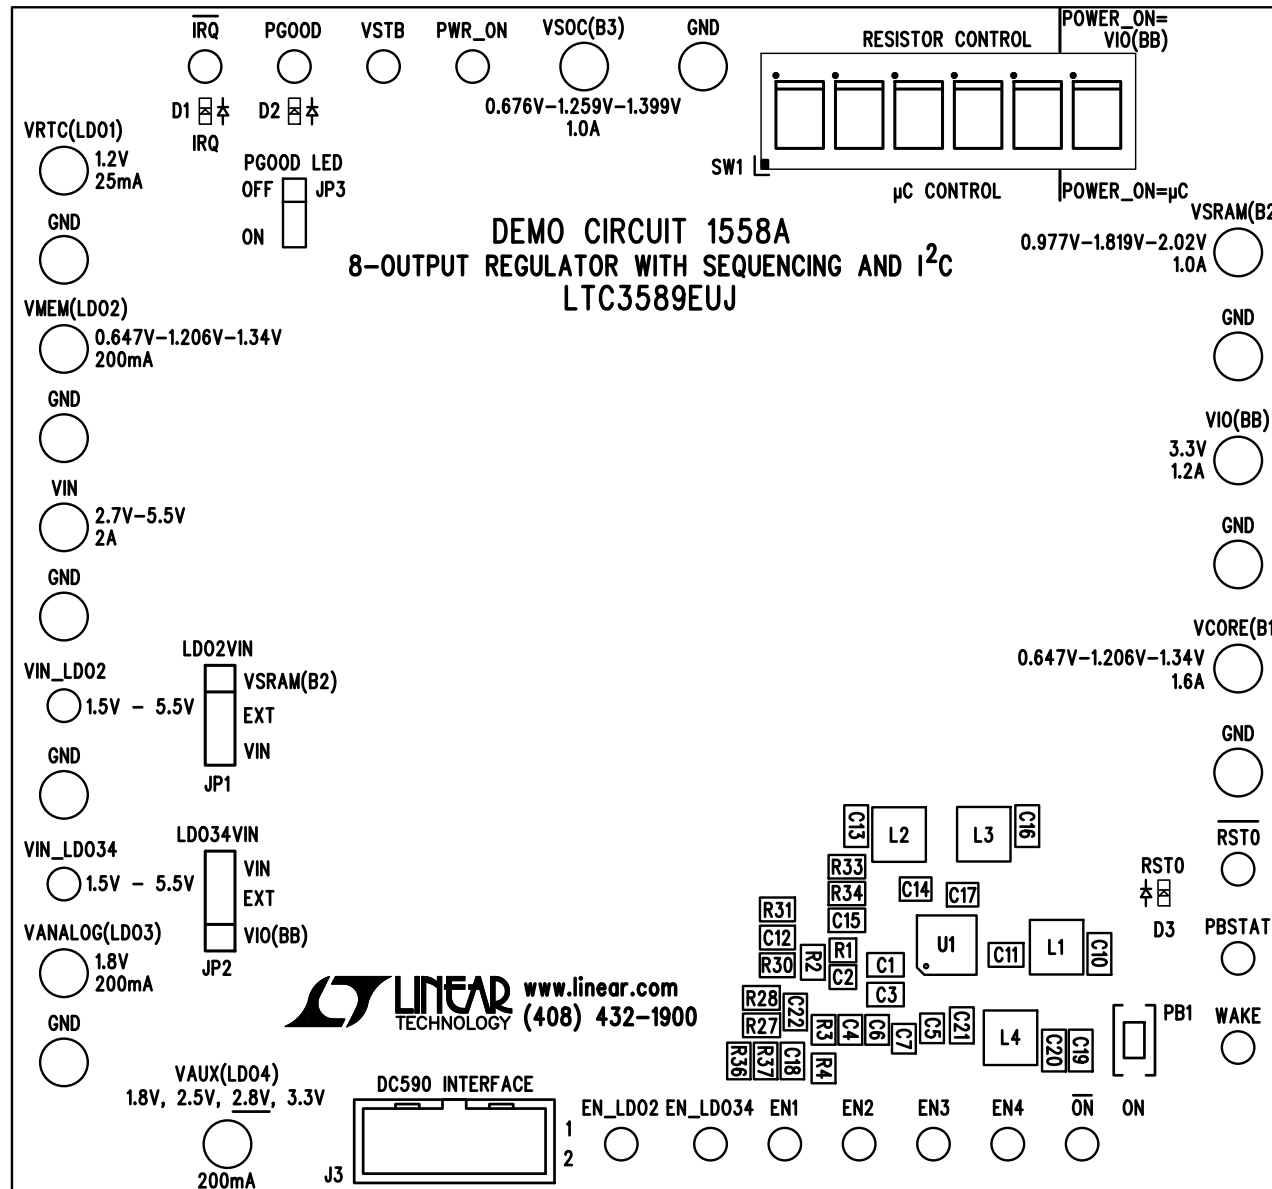 IRQ
PGOOD
VSTB
PWR_ON
VSOC(B3)
GND
RESISTOR CONTROL
POWER_ON=
VIO(BB)
D1
D2
IRQ
0.676V-1.259V-1.399V
1.0A
SW1
µC CONTROL
POWER_ON=µC
VRTC(LDO1)
1.2V
25mA
PGOOD LED
OFF
JP3
ON
GND
DEMO CIRCUIT 1558A
8-OUTPUT REGULATOR WITH SEQUENCING AND I²C
LTC3589EUJ
VSRAM(B2
0.977V-1.819V-2.02V
1.0A
GND
VMEM(LDO2)
0.647V-1.206V-1.34V
200mA
GND
VIO(BB)
3.3V
1.2A
GND
VIN
2.7V-5.5V
2A
GND
VCORE(B1
0.647V-1.206V-1.34V
1.6A
GND
LDO2VIN
VIN_LDO2
1.5V - 5.5V
VSRAM(B2)
EXT
VIN
JP1
GND
LDO34VIN
VIN_LDO34
1.5V - 5.5V
VIN
EXT
VIO(BB)
JP2
VANALOG(LDO3)
1.8V
200mA
GND
C13
L2
L3
C16
R33
R34
C14
C17
R31
C15
C12
R1
U1
C11
L1
C10
R30
R2
C2
C1
C3
R28
R27
C22
R3
C4
C6
C7
C5
C21
L4
C20
C19
R36
R37
C18
R4
RSTO
RSTO
D3
PBSTAT
PB1
WAKE
LINEAR
TECHNOLOGY
www.linear.com
(408) 432-1900
VAUX(LDO4)
1.8V, 2.5V, 2.8V, 3.3V
200mA
DC590 INTERFACE
1
2
J3
EN_LDO2
EN_LDO34
EN1
EN2
EN3
EN4
ON
ON